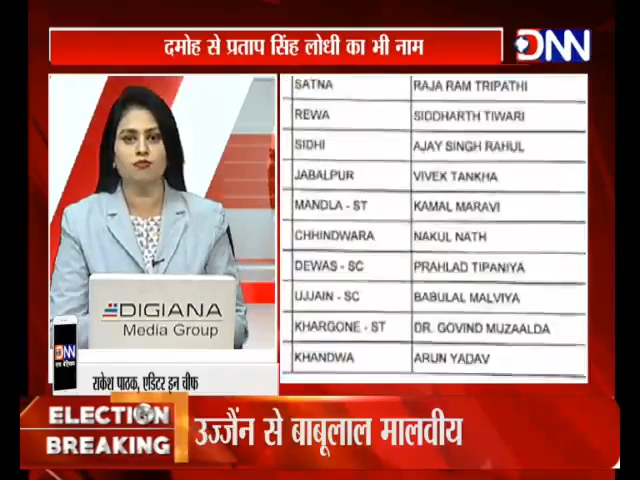 दमोह से प्रताप सिंह लोधी का भी नाम
DNN
SATNA RAJA RAM TRIPATHI
REWA SIDDHARTH TIWARI
SIDHI AJAY SINGH RAHUL
JABALPUR VIVEK TANKHA
MANDLA - ST KAMAL MARAVI
CHHINDWARA NAKUL NATH
DEWAS - SC PRAHLAD TIPANIYA
UJJAIN - SC BABULAL MALVIYA
KHARGONE - ST DR. GOVIND MUZAALDA
KHANDWA ARUN YADAV
DIGIANA
Media Group
DNN
राकेश पाठक, एडिटर इन चीफ
ELECTION
BREAKING
उज्जैंन से बाबूलाल मालवीय